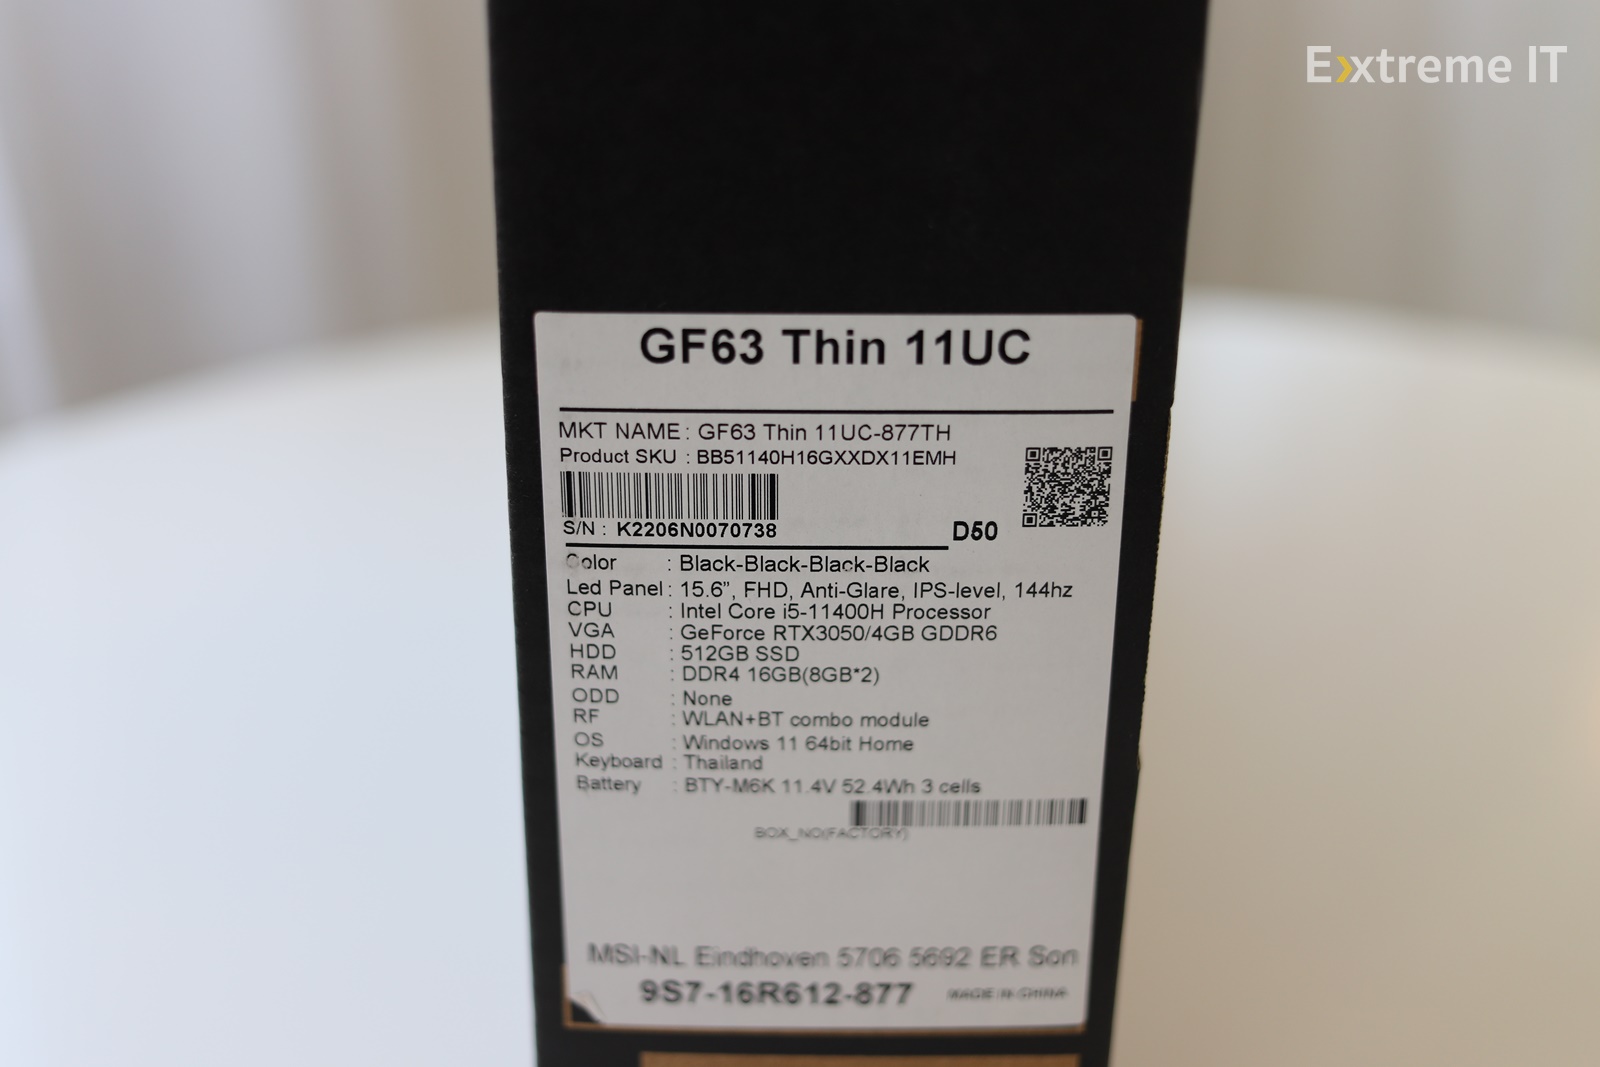 Extreme IT
GF63 Thin 11UC
MKT NAME : GF63 Thin 11UC-877TH
Product SKU : BB51140H16GXXDX11EMH
S/N : K2206N0070738
D50
Color : Black-Black-Black-Black
Led Panel : 15.6”, FHD, Anti-Glare, IPS-level, 144hz
CPU : Intel Core i5-11400H Processor
VGA : GeForce RTX3050/4GB GDDR6
HDD : 512GB SSD
RAM : DDR4 16GB(8GB*2)
ODD : None
RF : WLAN+BT combo module
OS : Windows 11 64bit Home
Keyboard : Thailand
Battery : BTY-M6K 11.4V 52.4Wh 3 cells
BOX_NO(FACTORY)
MSI-NL Eindhoven 5706 5692 ER Son
9S7-16R612-877 MADE IN CHINA